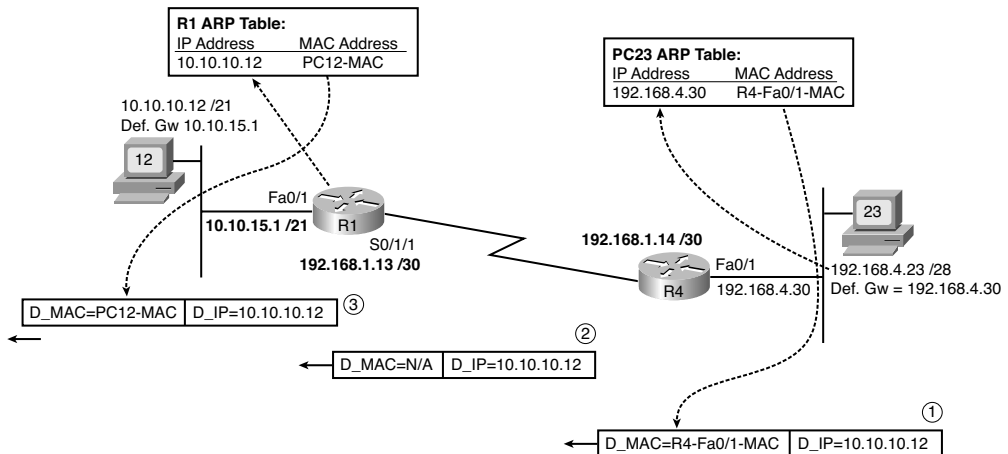 R1 ARP Table:
IP Address MAC Address
10.10.10.12 PC12-MAC
PC23 ARP Table:
IP Address MAC Address
192.168.4.30 R4-Fa0/1-MAC
10.10.10.12 /21
Def. Gw 10.10.15.1
12
Fa0/1
10.10.15.1 /21
R1
S0/1/1
192.168.1.13 /30
192.168.1.14 /30
R4
Fa0/1
192.168.4.30
23
192.168.4.23 /28
Def. Gw = 192.168.4.30
③
D_MAC=PC12-MAC D_IP=10.10.10.12
②
D_MAC=N/A D_IP=10.10.10.12
①
D_MAC=R4-Fa0/1-MAC D_IP=10.10.10.12